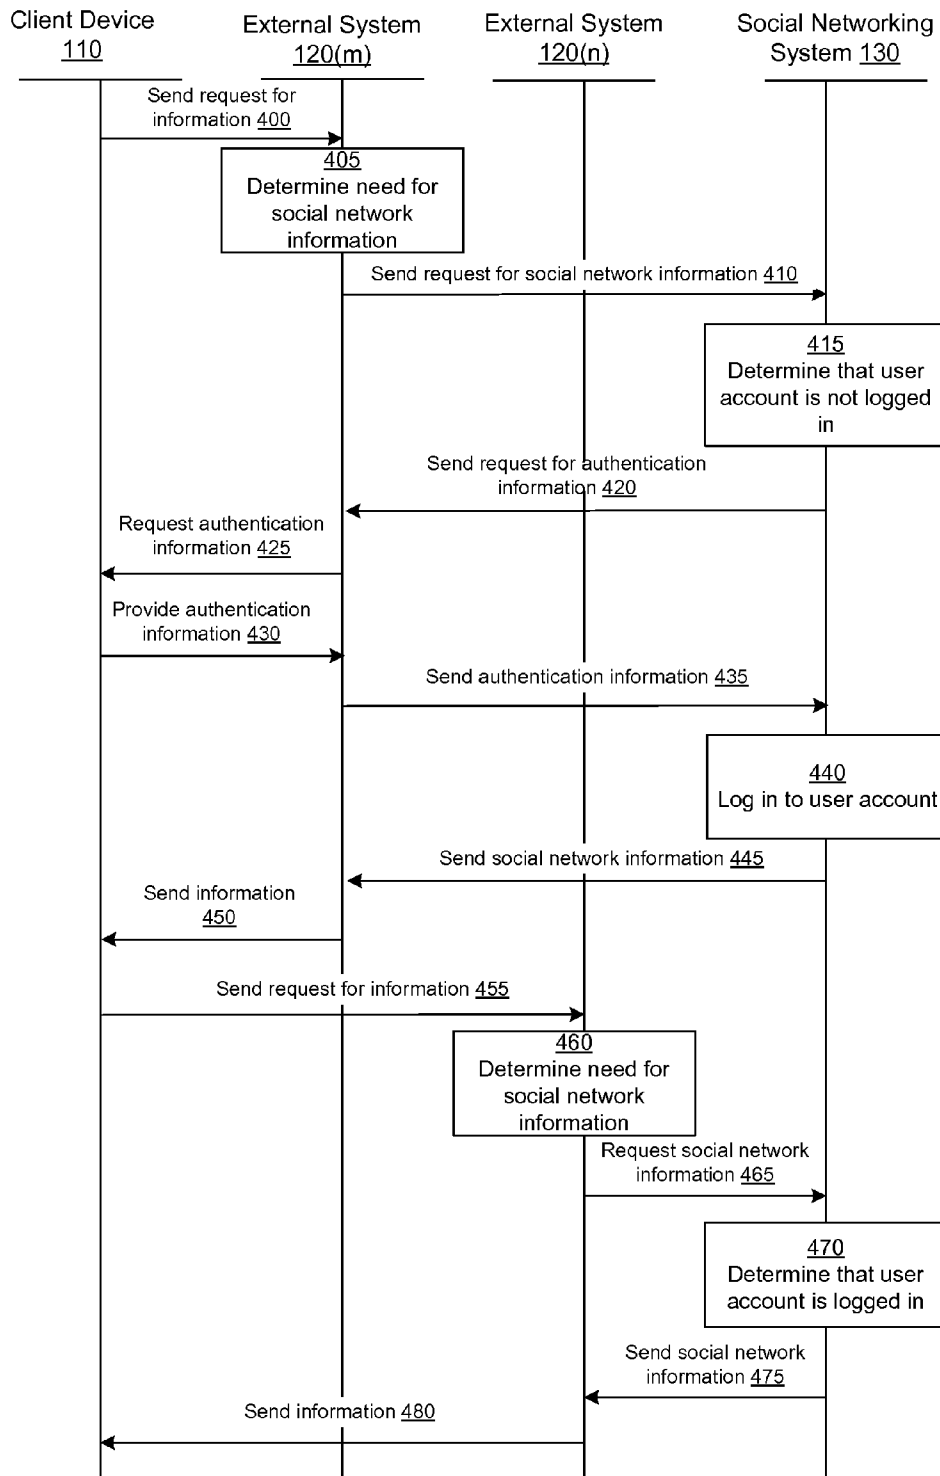 Client Device
110
External System
120(m)
External System
120(n)
Social Networking
System 130
Send request for
information 400
405
Determine need for
social network
information
Send request for social network information 410
415
Determine that user
account is not logged
in
Send request for authentication
information 420
Request authentication
information 425
Provide authentication
information 430
Send authentication information 435
440
Log in to user account
Send social network information 445
Send information
450
Send request for information 455
460
Determine need for
social network
information
Request social network
information 465
470
Determine that user
account is logged in
Send social network
information 475
Send information 480